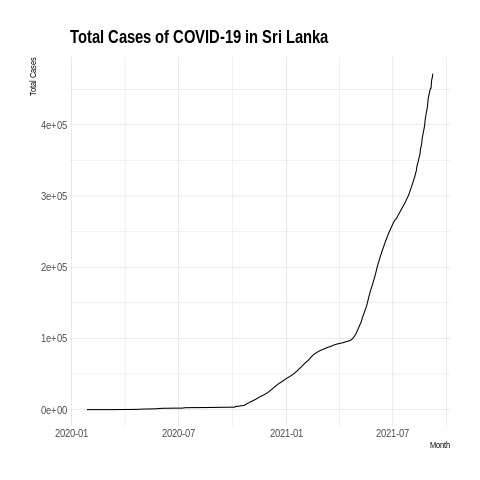 Total Cases of COVID-19 in Sri Lanka
Total Cases
4e+05
3e+05
2e+05
1e+05
0e+00
2020-01 2020-07 2021-01 2021-07
Month